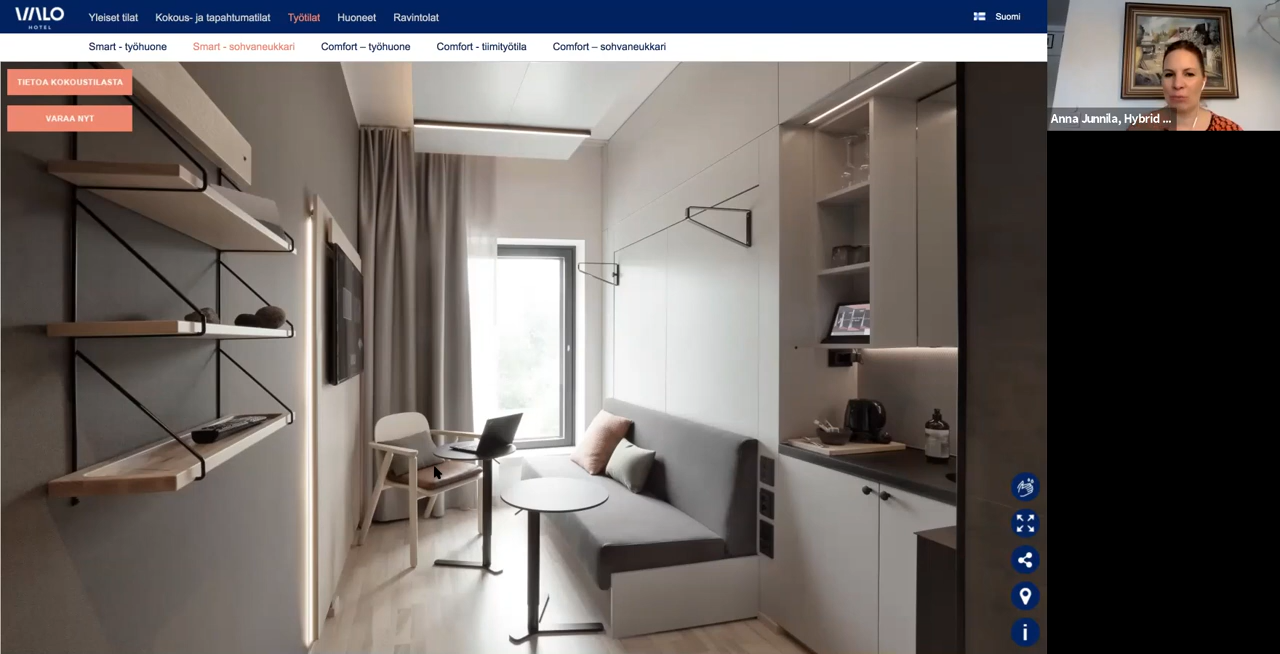 VALO
HOTEL
Yleiset tilat
Kokous- ja tapahtumatilat
Työtilat
Huoneet
Ravintolat
Suomi
Smart - työhuone
Smart - sohvaneukkari
Comfort – työhuone
Comfort - tiimityötila
Comfort – sohvaneukkari
TIETOA KOKOUSTILASTA
VARAA NYT
Anna Junnila, Hybrid ...
i